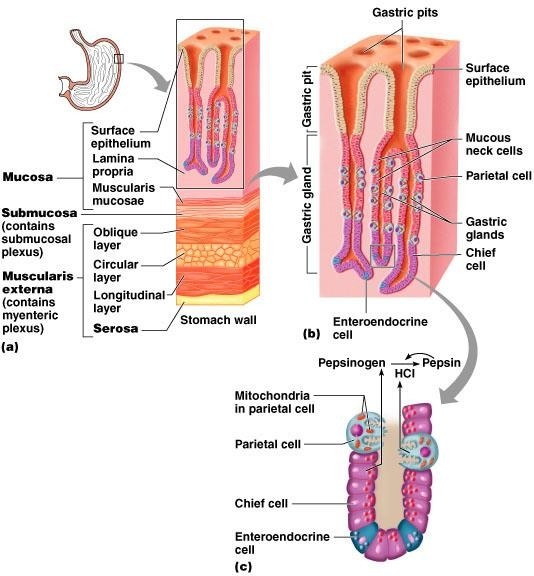 Surface
epithelium
Lamina
propria
Muscularis
mucosae
Mucosa
Submucosa
(contains
submucosal
plexus)
Oblique
layer
Circular
layer
Longitudinal
layer
Muscularis
externa
(contains
myenteric
plexus)
Serosa
Stomach wall
(a)
Gastric pits
Gastric pit
Surface
epithelium
Gastric gland
Mucous
neck cells
Parietal cell
Gastric
glands
Chief
cell
Enteroendocrine
cell
(b)
Pepsinogen
Pepsin
HCl
Mitochondria
in parietal cell
Parietal cell
Chief cell
Enteroendocrine
cell
(c)